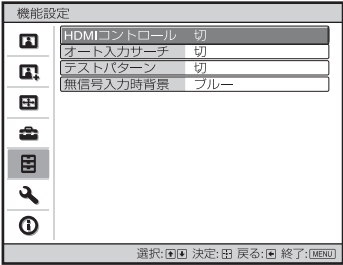 機能設定
HDMIコントロール 切
オート入力サーチ 切
テストパターン 切
無信号入力時背景 ブルー
選択: 決定: 戻る: 終了:MENU